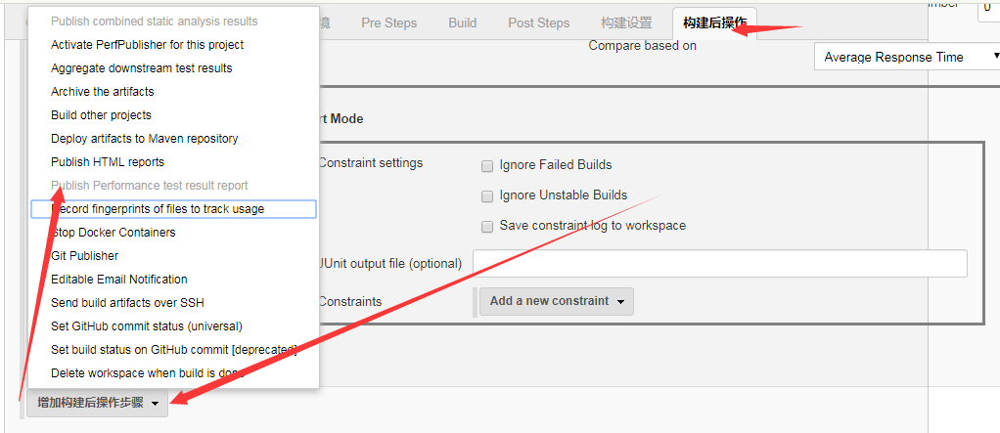 Publish combined static analysis results
境 Pre Steps Build Post Steps 构建设置 构建后操作
Activate PerfPublisher for this project
Compare based on
Average Response Time
Aggregate downstream test results
Archive the artifacts
Build other projects
rt Mode
Deploy artifacts to Maven repository
Publish HTML reports
Constraint settings
Ignore Failed Builds
Publish Performance test result report
Ignore Unstable Builds
Record fingerprints of files to track usage
Stop Docker Containers
Save constraint log to workspace
Git Publisher
JUnit output file (optional)
Editable Email Notification
Send build artifacts over SSH
Constraints
Add a new constraint
Set GitHub commit status (universal)
Set build status on GitHub commit [deprecated]
Delete workspace when build is done
增加构建后操作步骤
0